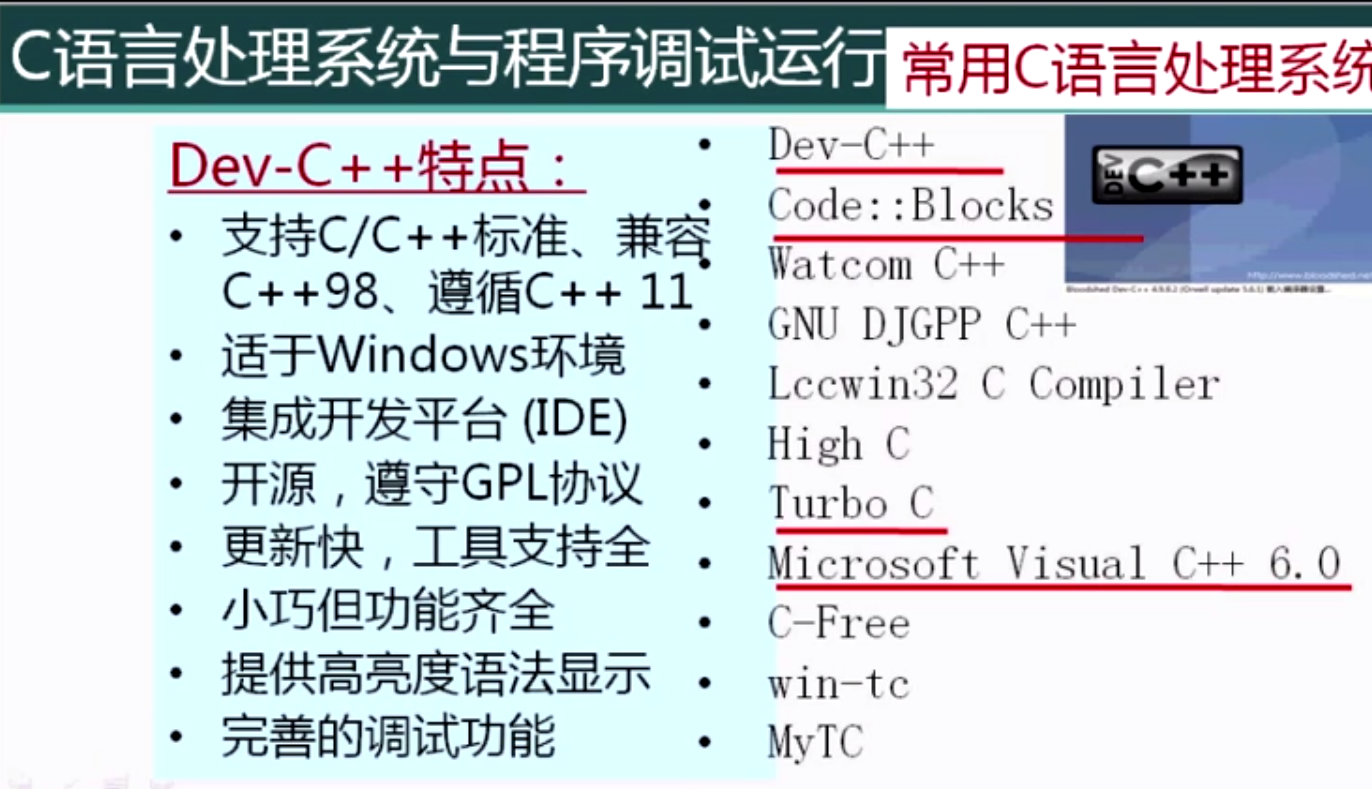 C语言处理系统与程序调试运行
常用C语言处理系统
Dev-C++特点：
支持C/C++标准、兼容
C++98、遵循C++ 11
适于Windows环境
集成开发平台 (IDE)
开源，遵守GPL协议
更新快，工具支持全
小巧但功能齐全
提供高亮度语法显示
完善的调试功能
Dev-C++
Code::Blocks
Watcom C++
GNU DJGPP C++
Lccwin32 C Compiler
High C
Turbo C
Microsoft Visual C++ 6.0
C-Free
win-tc
MyTC
DEV C++
http://www.bloodshed.net